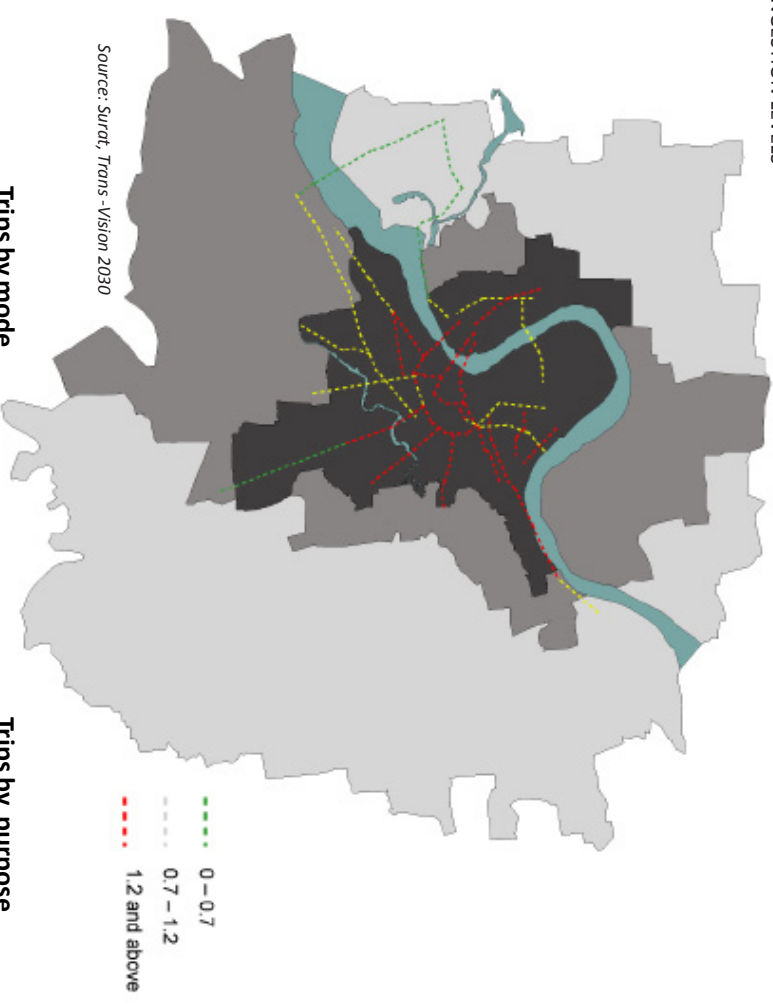 Source: Surat, Trans -Vision 2030
0 – 0.7
0.7 – 1.2
1.2 and above
Trips by mode
Trips by purpose